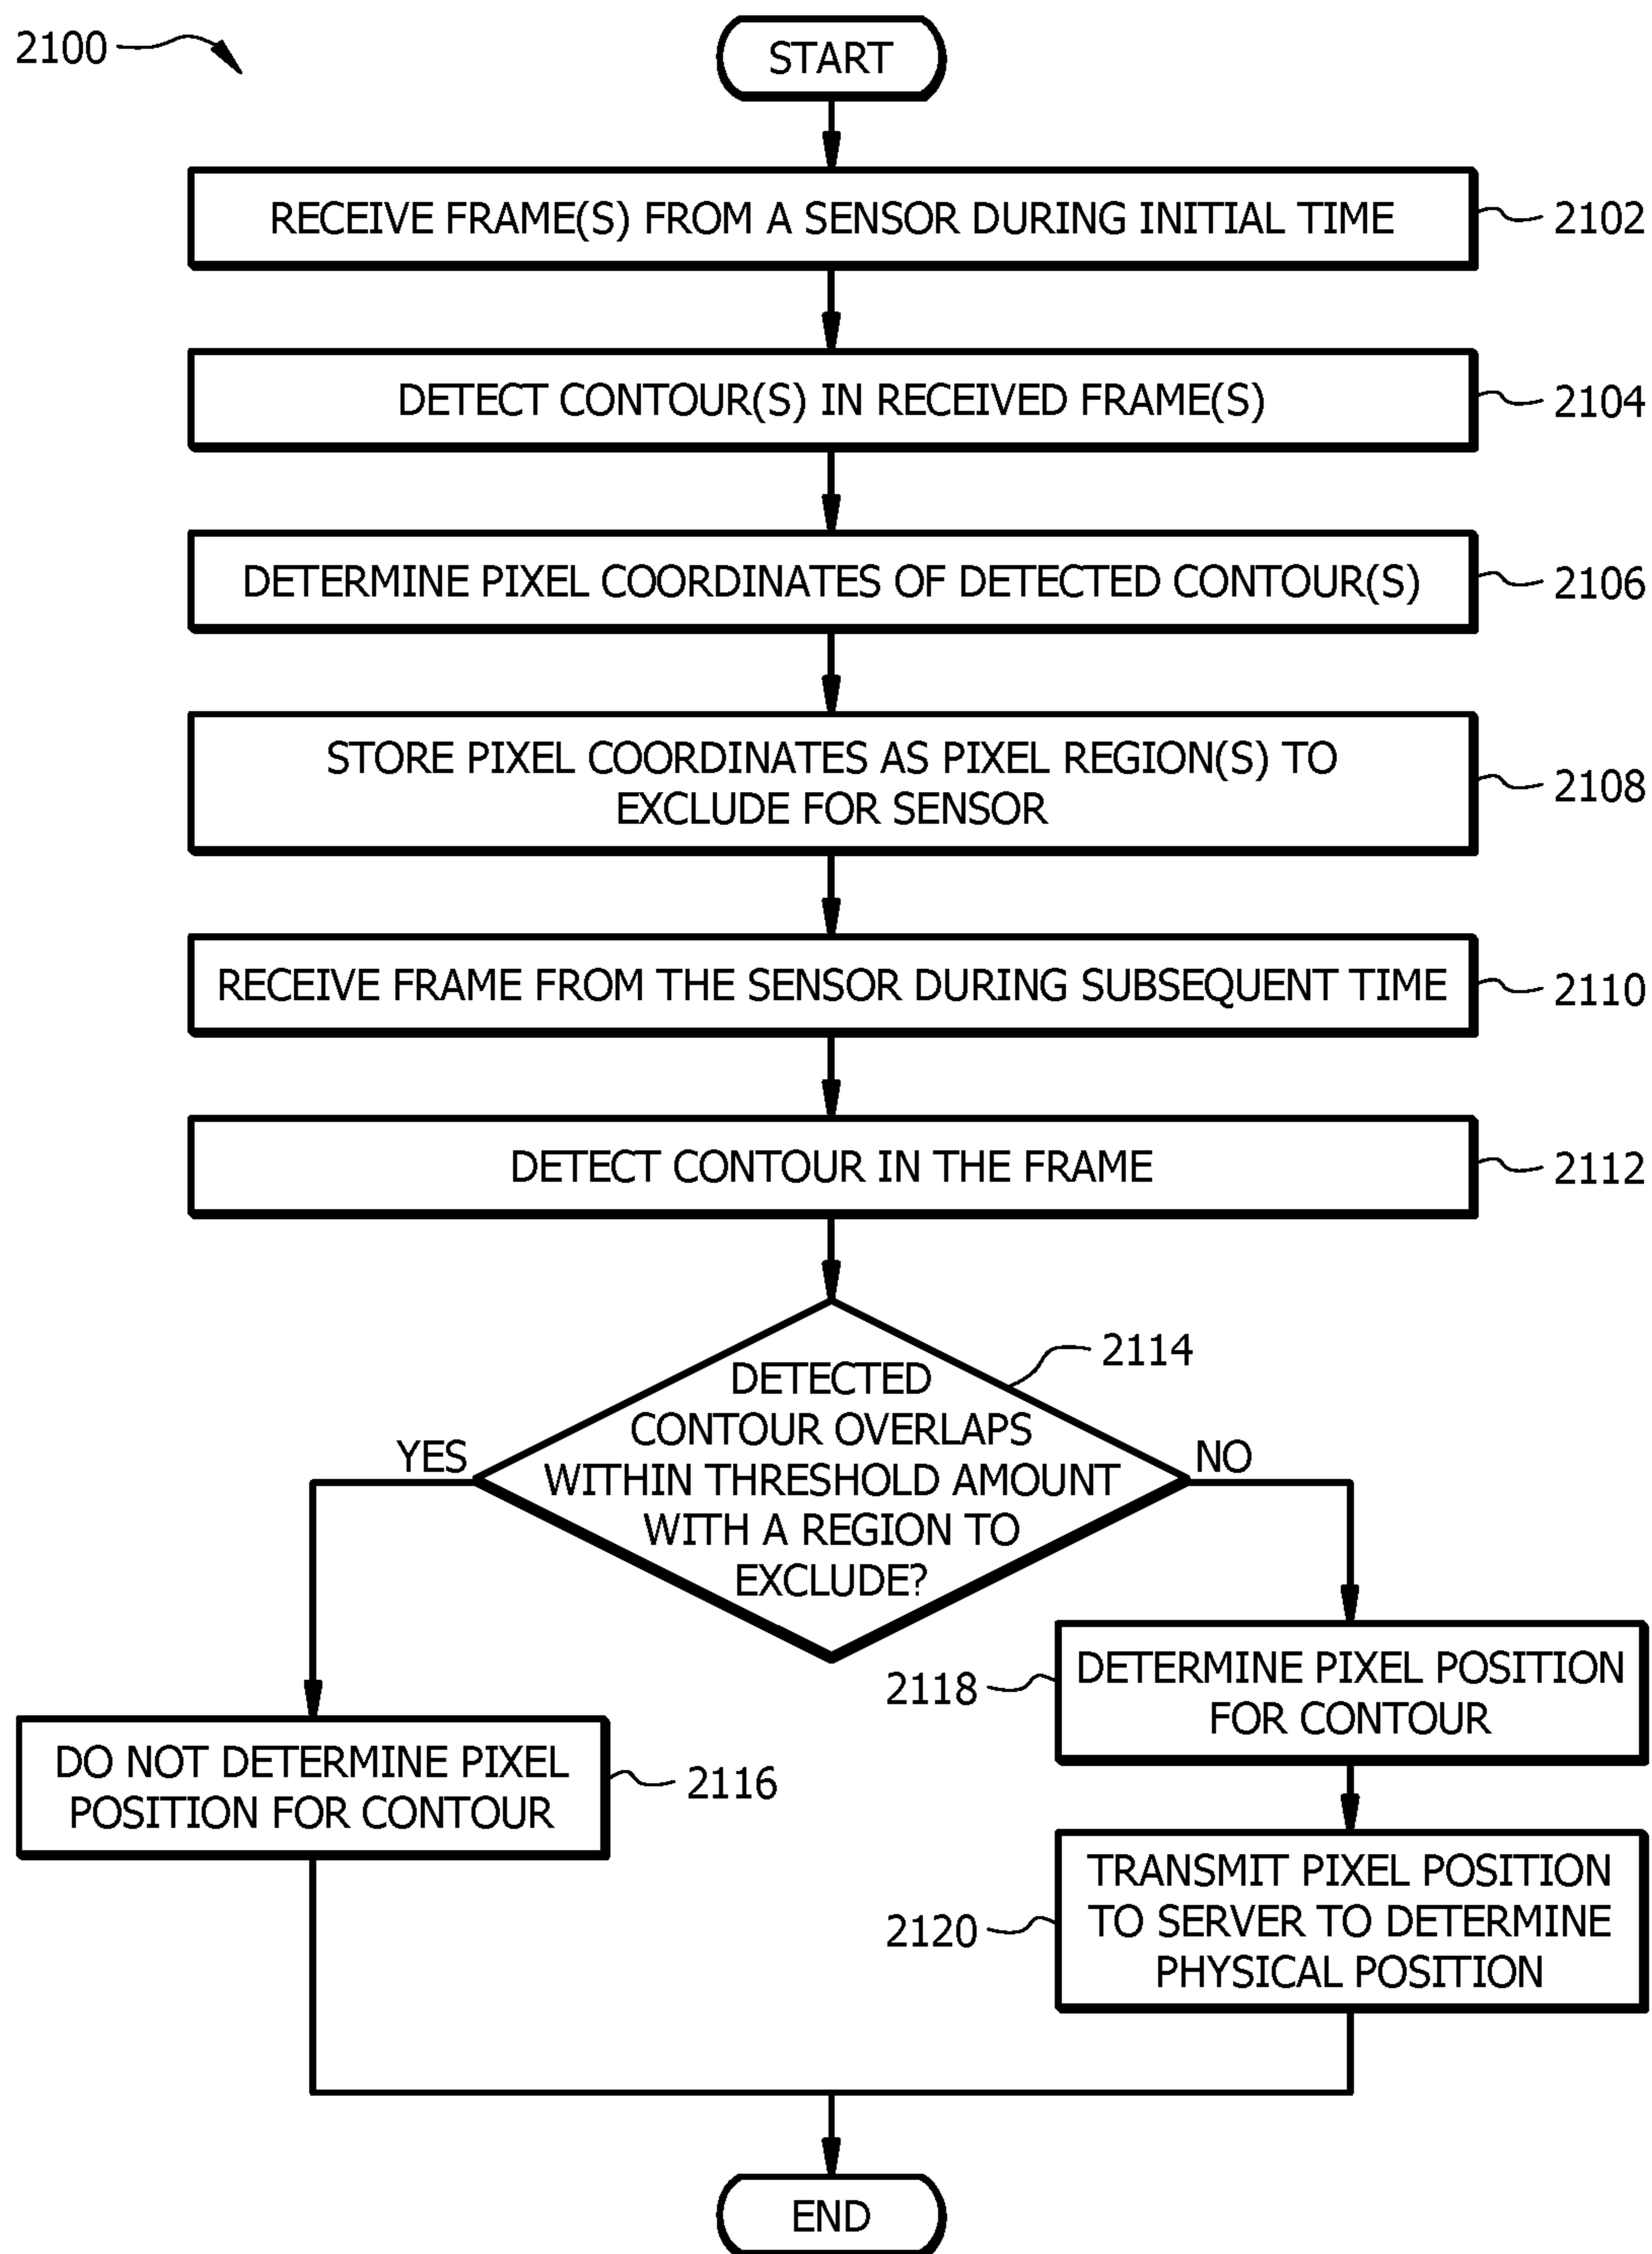 2100
START
RECEIVE FRAME(S) FROM A SENSOR DURING INITIAL TIME
2102
DETECT CONTOUR(S) IN RECEIVED FRAME(S)
2104
DETERMINE PIXEL COORDINATES OF DETECTED CONTOUR(S)
2106
STORE PIXEL COORDINATES AS PIXEL REGION(S) TO
EXCLUDE FOR SENSOR
2108
RECEIVE FRAME FROM THE SENSOR DURING SUBSEQUENT TIME
2110
DETECT CONTOUR IN THE FRAME
2112
DETECTED
CONTOUR OVERLAPS
WITHIN THRESHOLD AMOUNT
WITH A REGION TO
EXCLUDE?
2114
YES
NO
DO NOT DETERMINE PIXEL
POSITION FOR CONTOUR
2116
DETERMINE PIXEL POSITION
FOR CONTOUR
2118
TRANSMIT PIXEL POSITION
TO SERVER TO DETERMINE
PHYSICAL POSITION
2120
END